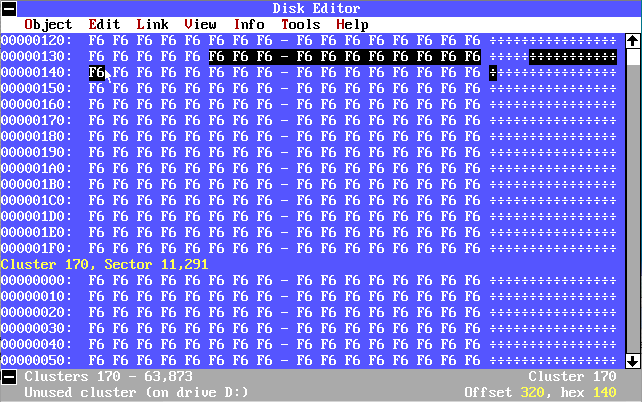 Disk Editor
Object Edit Link View Info Tools Help
00000120: F6 F6 F6 F6 F6 F6 F6 F6 - F6 F6 F6 F6 F6 F6 F6 F6 ÷÷÷÷÷÷÷÷÷÷÷÷÷÷÷÷
00000130: F6 F6 F6 F6 F6 F6 F6 F6 - F6 F6 F6 F6 F6 F6 F6 F6 ÷÷÷÷÷÷÷÷÷÷÷÷÷÷÷÷
00000140: F6 F6 F6 F6 F6 F6 F6 F6 - F6 F6 F6 F6 F6 F6 F6 F6 ÷÷÷÷÷÷÷÷÷÷÷÷÷÷÷÷
00000150: F6 F6 F6 F6 F6 F6 F6 F6 - F6 F6 F6 F6 F6 F6 F6 F6 ÷÷÷÷÷÷÷÷÷÷÷÷÷÷÷÷
00000160: F6 F6 F6 F6 F6 F6 F6 F6 - F6 F6 F6 F6 F6 F6 F6 F6 ÷÷÷÷÷÷÷÷÷÷÷÷÷÷÷÷
00000170: F6 F6 F6 F6 F6 F6 F6 F6 - F6 F6 F6 F6 F6 F6 F6 F6 ÷÷÷÷÷÷÷÷÷÷÷÷÷÷÷÷
00000180: F6 F6 F6 F6 F6 F6 F6 F6 - F6 F6 F6 F6 F6 F6 F6 F6 ÷÷÷÷÷÷÷÷÷÷÷÷÷÷÷÷
00000190: F6 F6 F6 F6 F6 F6 F6 F6 - F6 F6 F6 F6 F6 F6 F6 F6 ÷÷÷÷÷÷÷÷÷÷÷÷÷÷÷÷
000001A0: F6 F6 F6 F6 F6 F6 F6 F6 - F6 F6 F6 F6 F6 F6 F6 F6 ÷÷÷÷÷÷÷÷÷÷÷÷÷÷÷÷
000001B0: F6 F6 F6 F6 F6 F6 F6 F6 - F6 F6 F6 F6 F6 F6 F6 F6 ÷÷÷÷÷÷÷÷÷÷÷÷÷÷÷÷
000001C0: F6 F6 F6 F6 F6 F6 F6 F6 - F6 F6 F6 F6 F6 F6 F6 F6 ÷÷÷÷÷÷÷÷÷÷÷÷÷÷÷÷
000001D0: F6 F6 F6 F6 F6 F6 F6 F6 - F6 F6 F6 F6 F6 F6 F6 F6 ÷÷÷÷÷÷÷÷÷÷÷÷÷÷÷÷
000001E0: F6 F6 F6 F6 F6 F6 F6 F6 - F6 F6 F6 F6 F6 F6 F6 F6 ÷÷÷÷÷÷÷÷÷÷÷÷÷÷÷÷
000001F0: F6 F6 F6 F6 F6 F6 F6 F6 - F6 F6 F6 F6 F6 F6 F6 F6 ÷÷÷÷÷÷÷÷÷÷÷÷÷÷÷÷
Cluster 170, Sector 11,291
00000000: F6 F6 F6 F6 F6 F6 F6 F6 - F6 F6 F6 F6 F6 F6 F6 F6 ÷÷÷÷÷÷÷÷÷÷÷÷÷÷÷÷
00000010: F6 F6 F6 F6 F6 F6 F6 F6 - F6 F6 F6 F6 F6 F6 F6 F6 ÷÷÷÷÷÷÷÷÷÷÷÷÷÷÷÷
00000020: F6 F6 F6 F6 F6 F6 F6 F6 - F6 F6 F6 F6 F6 F6 F6 F6 ÷÷÷÷÷÷÷÷÷÷÷÷÷÷÷÷
00000030: F6 F6 F6 F6 F6 F6 F6 F6 - F6 F6 F6 F6 F6 F6 F6 F6 ÷÷÷÷÷÷÷÷÷÷÷÷÷÷÷÷
00000040: F6 F6 F6 F6 F6 F6 F6 F6 - F6 F6 F6 F6 F6 F6 F6 F6 ÷÷÷÷÷÷÷÷÷÷÷÷÷÷÷÷
00000050: F6 F6 F6 F6 F6 F6 F6 F6 - F6 F6 F6 F6 F6 F6 F6 F6 ÷÷÷÷÷÷÷÷÷÷÷÷÷÷÷÷
Clusters 170 - 63,873 Cluster 170
Unused cluster (on drive D:) Offset 320, hex 140